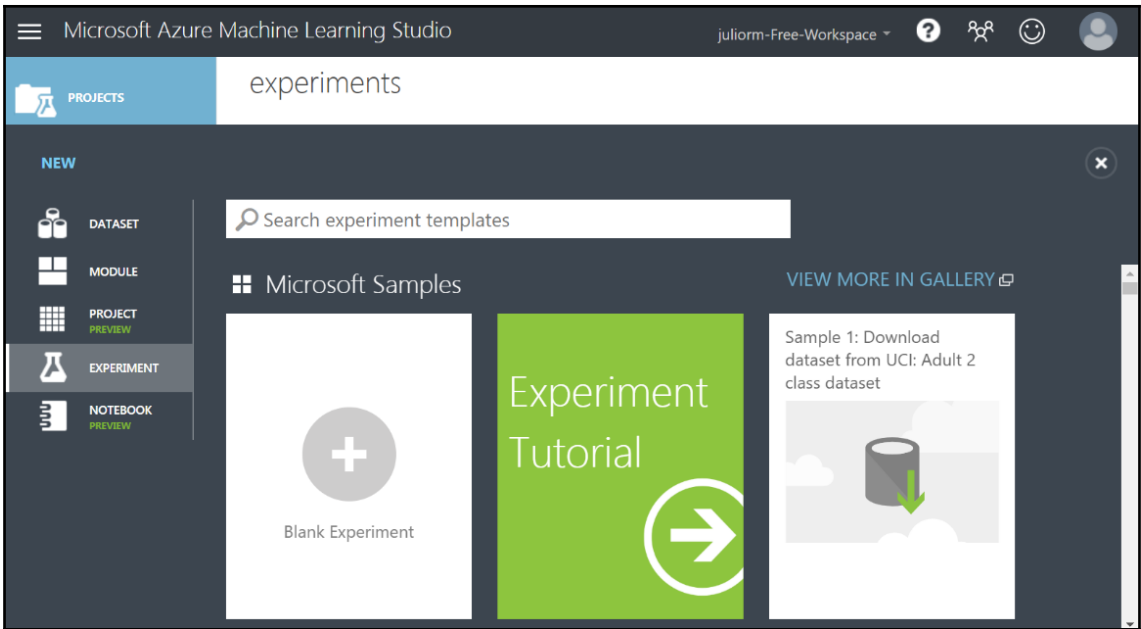 Microsoft Azure Machine Learning Studio
juliorm-Free-Workspace
?
PROJECTS
experiments
NEW
DATASET
MODULE
PROJECT
PREVIEW
EXPERIMENT
NOTEBOOK
PREVIEW
Search experiment templates
Microsoft Samples
VIEW MORE IN GALLERY
Blank Experiment
Experiment
Tutorial
Sample 1: Download
dataset from UCI: Adult 2
class dataset